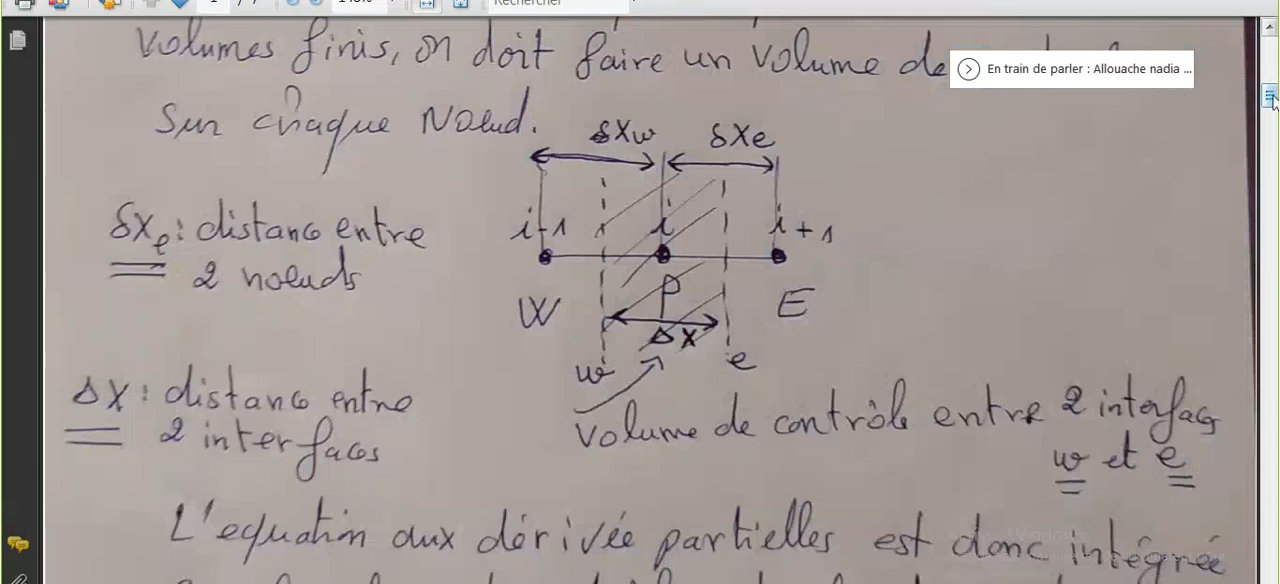 Rechercher
En train de parler : Allouache nadia ...
Volumes finis, on doit faire un volume de
sur chaque Nœud.
δXw δXe
δXe : distance entre
2 nœuds
i-1 i i+1
W P E
Δx
w e
Δx : distance entre
2 interfaces
Volume de contrôle entre 2 interfaces
w et e
L'equation aux dérivée partielles est donc intégrée